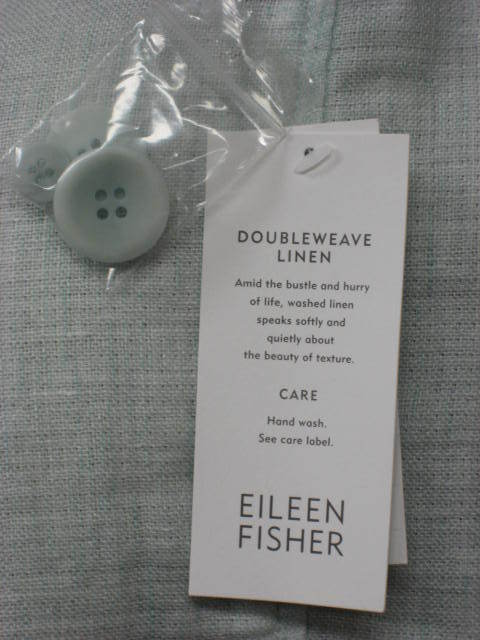 DOUBLEWEAVE
LINEN
Amid the bustle and hurry
of life, washed linen
speaks softly and
quietly about
the beauty of texture.
CARE
Hand wash.
See care label.
EILEEN
FISHER